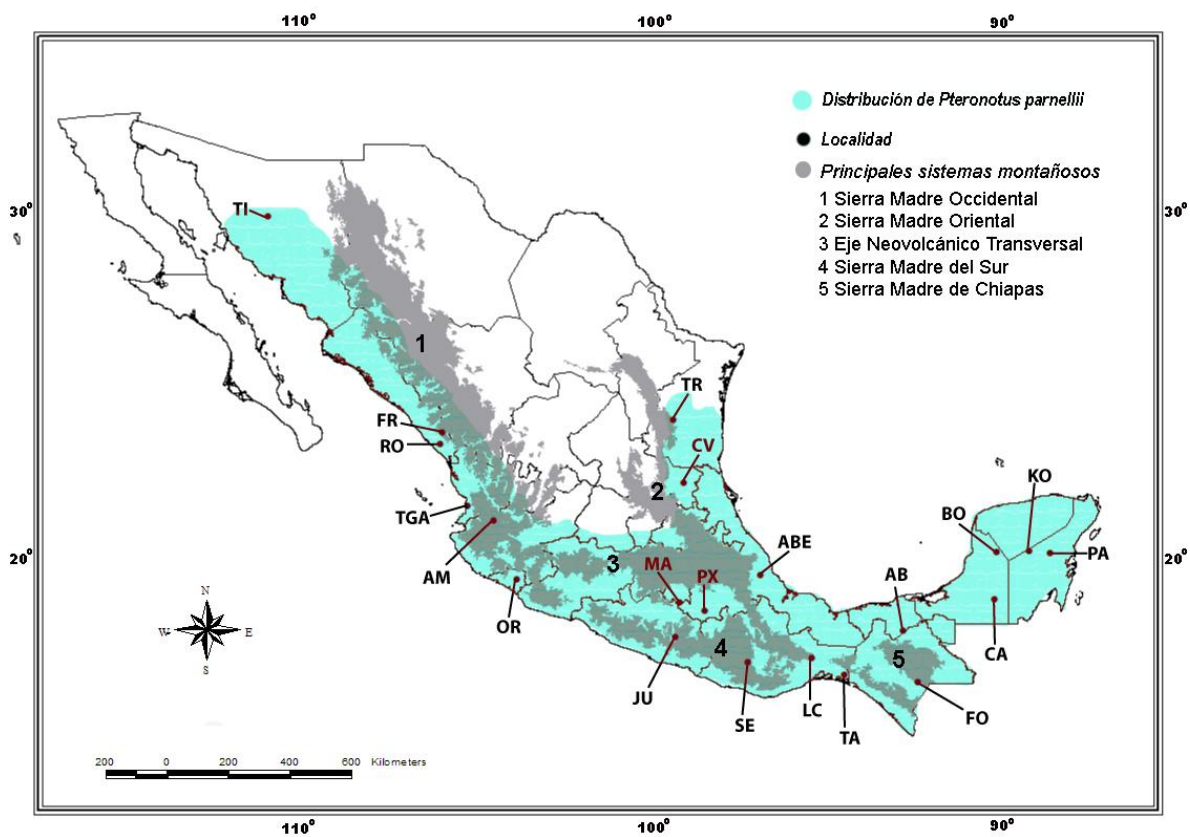 110°
100°
90°
Distribución de Pteronotus parnellii
Localidad
Principales sistemas montañosos
1 Sierra Madre Occidental
2 Sierra Madre Oriental
3 Eje Neovolcánico Transversal
4 Sierra Madre del Sur
5 Sierra Madre de Chiapas
30°
30°
TI
1
TR
FR
RO
CV
2
KO
BO
TGA
ABE
PA
20°
20°
3
MA
PX
AM
AB
OR
N
W
E
S
4
5
CA
JU
SE
LC
TA
FO
200 0 200 400 600 Kilometers
110°
100°
90°